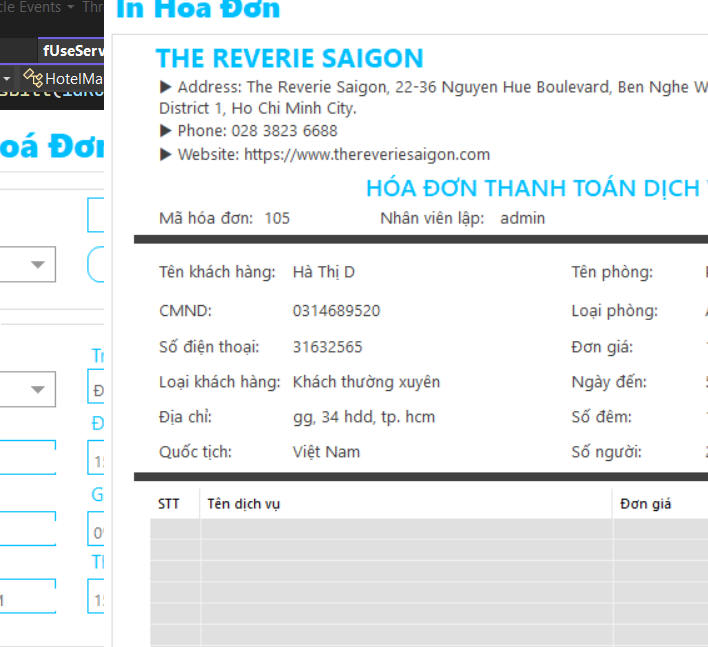 cle Events
Thr
In Hoá Đơn
fUseServ
HotelMa
oá Đơn
THE REVERIE SAIGON
▶ Address: The Reverie Saigon, 22-36 Nguyen Hue Boulevard, Ben Nghe W
District 1, Ho Chi Minh City.
▶ Phone: 028 3823 6688
▶ Website: https://www.thereveriesaigon.com
HÓA ĐƠN THANH TOÁN DỊCH
Mã hóa đơn: 105 Nhân viên lập: admin
Tên khách hàng: Hà Thị D Tên phòng:
CMND: 0314689520 Loại phòng:
Số điện thoại: 31632565 Đơn giá:
Loại khách hàng: Khách thường xuyên Ngày đến:
Địa chỉ: gg, 34 hdd, tp. hcm Số đêm:
Quốc tịch: Việt Nam Số người:
STT Tên dịch vụ Đơn giá